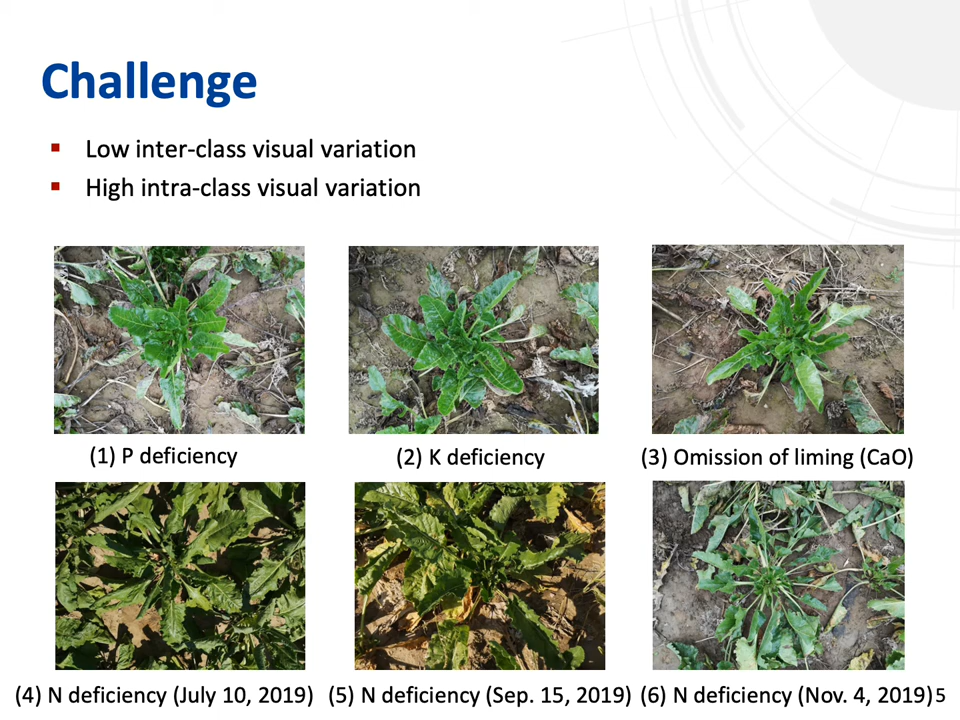 Challenge
Low inter-class visual variation
High intra-class visual variation
(1) P deficiency
(2) K deficiency
(3) Omission of liming (CaO)
(4) N deficiency (July 10, 2019)
(5) N deficiency (Sep. 15, 2019)
(6) N deficiency (Nov. 4, 2019)
5